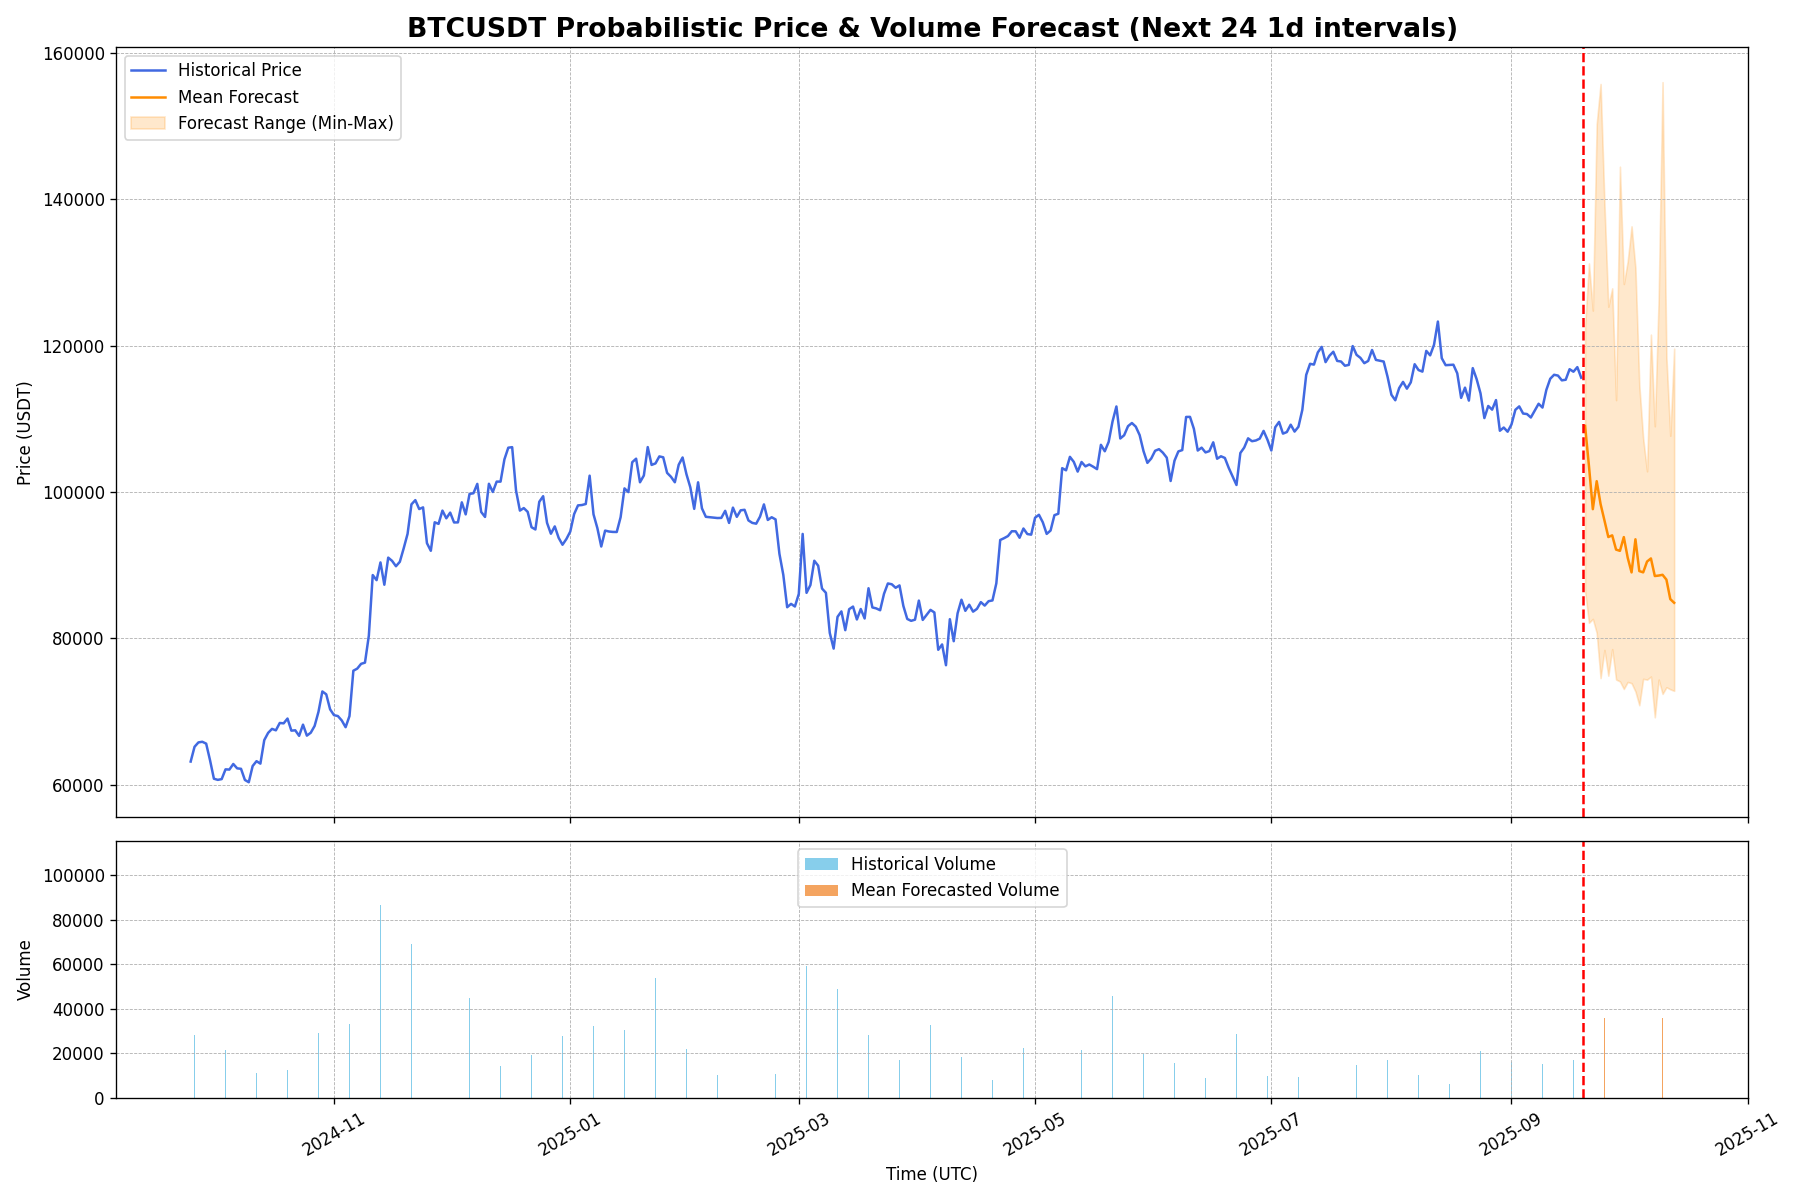 BTCUSDT Probabilistic Price & Volume Forecast (Next 24 1d intervals)
160000
140000
120000
100000
80000
60000
Price (USDT)
Historical Price
Mean Forecast
Forecast Range (Min-Max)
100000
80000
60000
40000
20000
0
Volume
Historical Volume
Mean Forecasted Volume
2024-11
2025-01
2025-03
2025-05
2025-07
2025-09
2025-11
Time (UTC)